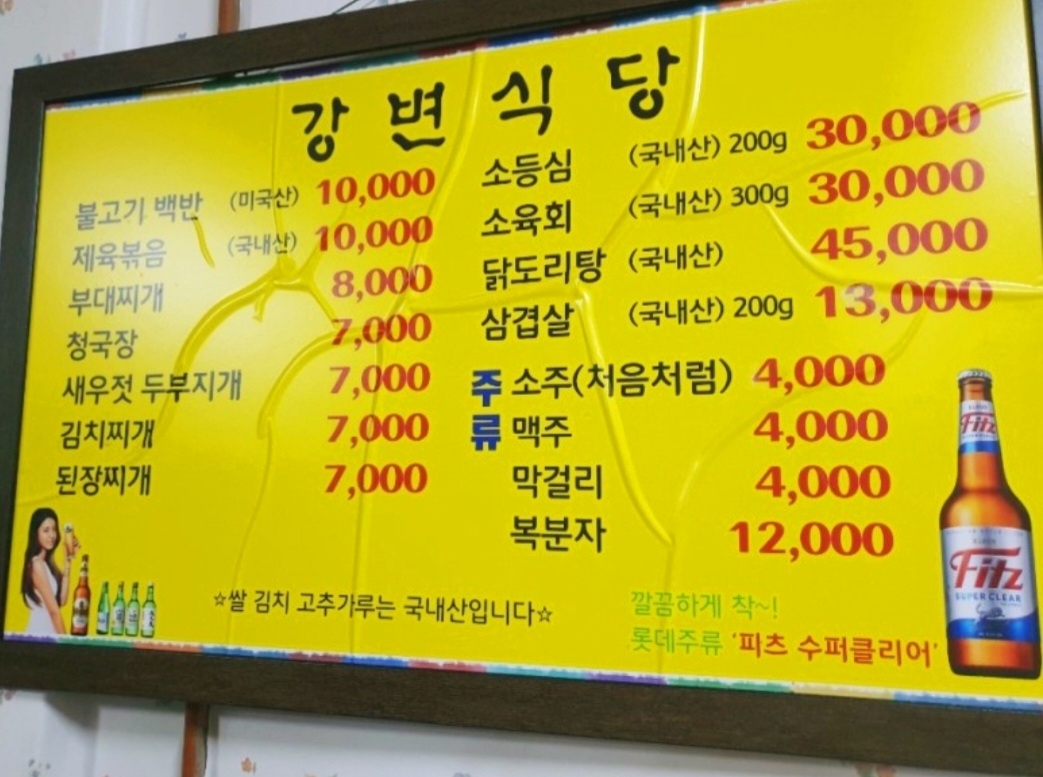 강변식당
불고기 백반 (미국산) 10,000
제육볶음 (국내산) 10,000
부대찌개 8,000
청국장 7,000
새우젓 두부지개 7,000
김치찌개 7,000
된장찌개 7,000
소등심 (국내산) 200g 30,000
소육회 (국내산) 300g 30,000
닭도리탕 (국내산) 45,000
삼겹살 (국내산) 200g 13,000
주류
소주(처음처럼) 4,000
맥주 4,000
막걸리 4,000
복분자 12,000
☆쌀 김치 고추가루는 국내산입니다☆
깔끔하게 착~!
롯데주류 '피츠 수퍼클리어'
Fitz
Fitz
SUPER CLEAR